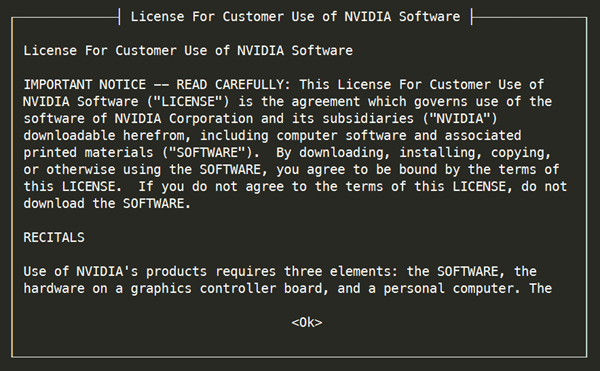 License For Customer Use of NVIDIA Software
License For Customer Use of NVIDIA Software
IMPORTANT NOTICE -- READ CAREFULLY: This License For Customer Use of
NVIDIA Software ("LICENSE") is the agreement which governs use of the
software of NVIDIA Corporation and its subsidiaries ("NVIDIA")
downloadable herefrom, including computer software and associated
printed materials ("SOFTWARE").  By downloading, installing, copying,
or otherwise using the SOFTWARE, you agree to be bound by the terms of
this LICENSE.  If you do not agree to the terms of this LICENSE, do not
download the SOFTWARE.
RECITALS
Use of NVIDIA's products requires three elements: the SOFTWARE, the
hardware on a graphics controller board, and a personal computer. The
<Ok>